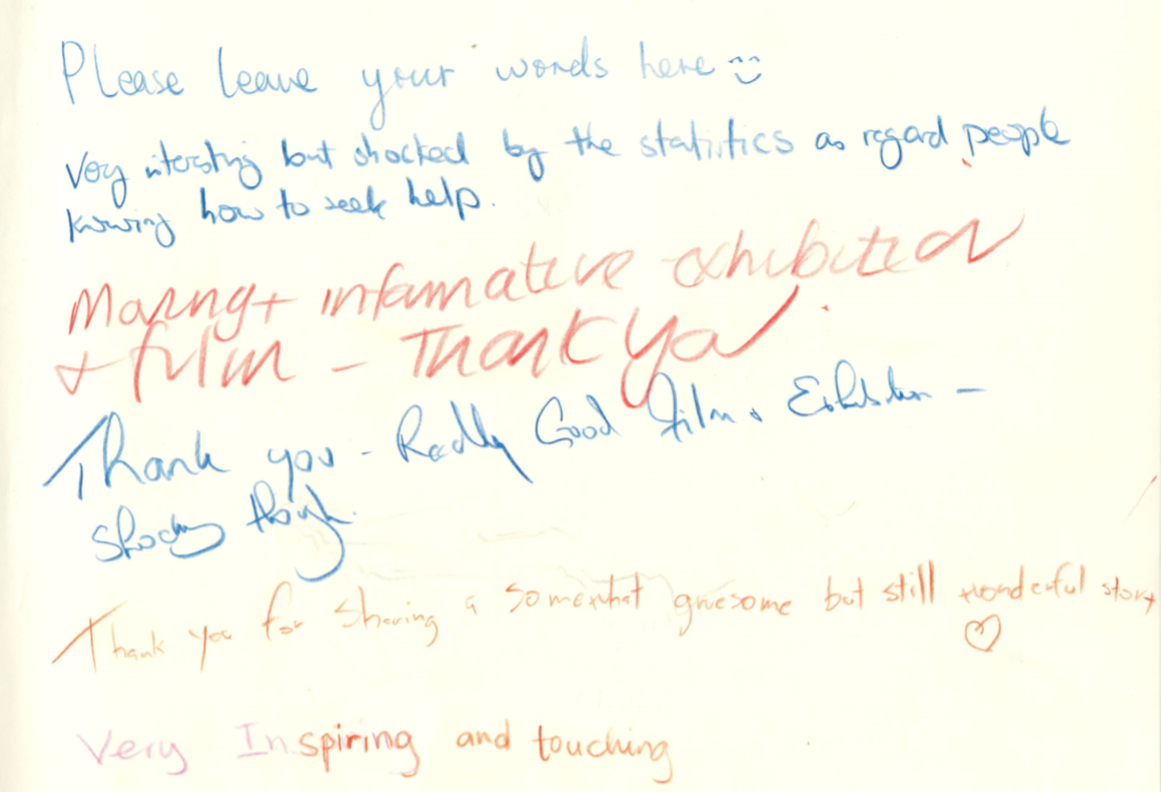 Please leave your words here
Very interesting but shocked by the statistics as regard people
knowing how to seek help.
Moving + informative exhibition
+ film - Thank you
Thank you - Really Good Film & Exhibition -
Shocking though.
Thank you for sharing a somewhat gruesome but still wonderful story
Very Inspiring and touching